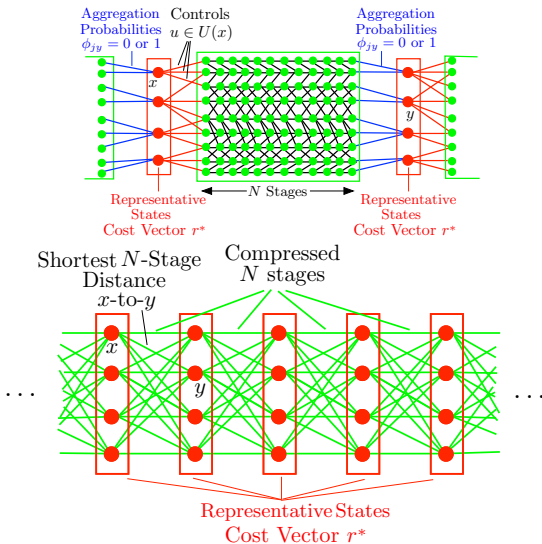 Aggregation
Probabilities
ϕjy = 0 or 1
Controls
u ∈ U(x)
Aggregation
Probabilities
ϕjy = 0 or 1
x
y
N Stages
Representative
States
Cost Vector r*
Representative
States
Cost Vector r*
Shortest N-Stage
Distance
x-to-y
Compressed
N stages
x
y
. . .
. . .
Representative States
Cost Vector r*